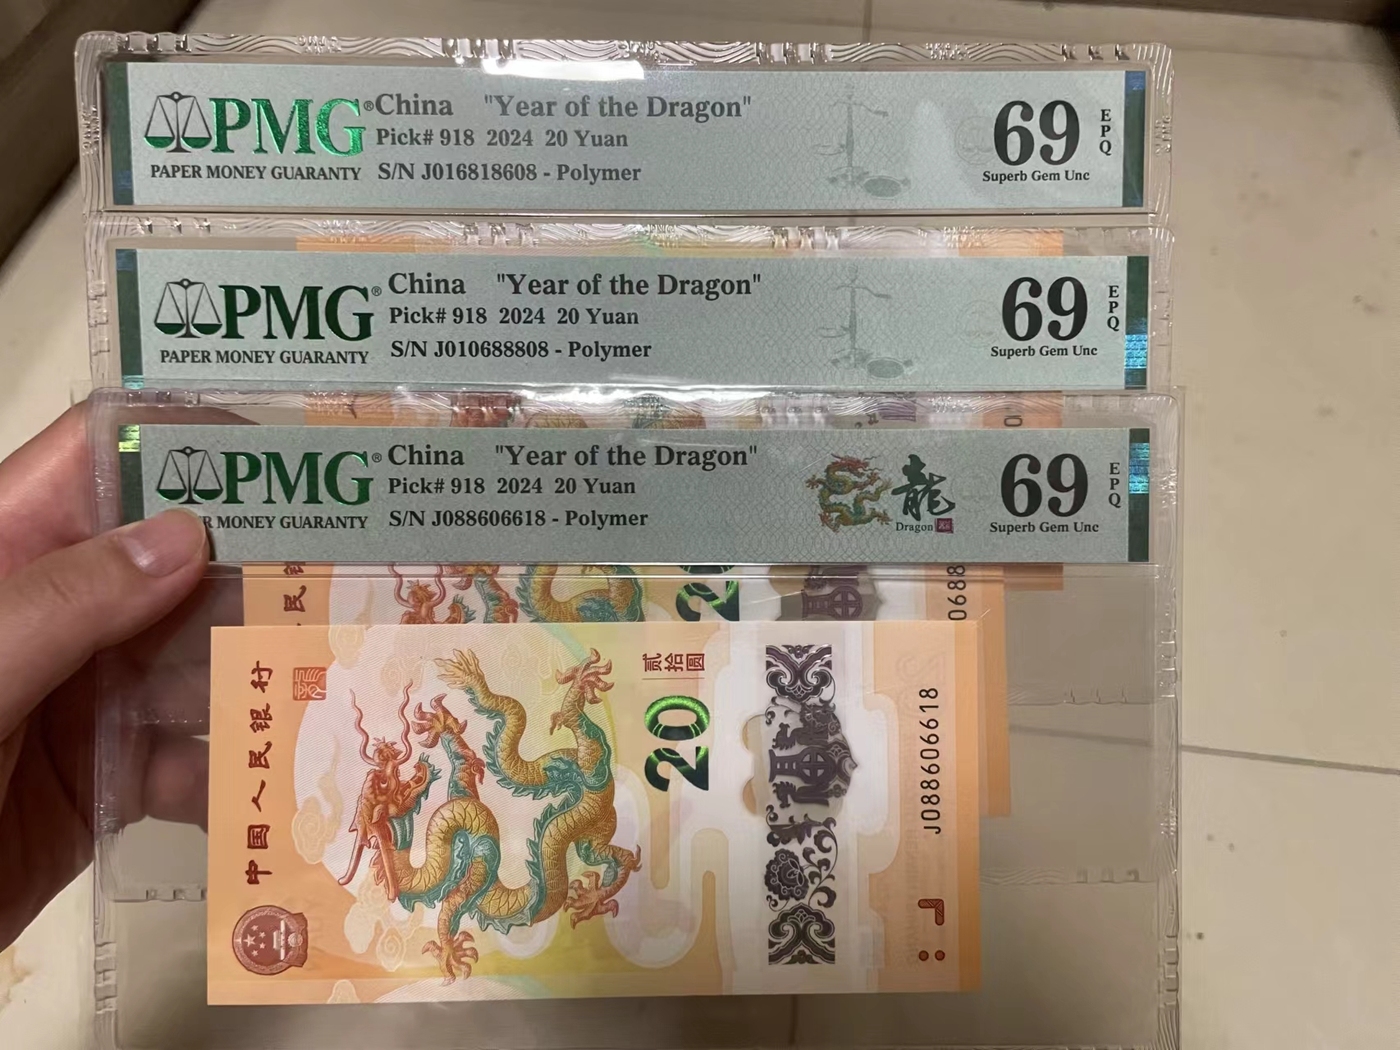 PMG® China "Year of the Dragon"
Pick# 918 2024 20 Yuan
PAPER MONEY GUARANTY S/N J016818608 - Polymer
69 EPQ
Superb Gem Unc
PMG® China "Year of the Dragon"
Pick# 918 2024 20 Yuan
PAPER MONEY GUARANTY S/N J010688808 - Polymer
69 EPQ
Superb Gem Unc
PMG® China "Year of the Dragon"
Pick# 918 2024 20 Yuan
R MONEY GUARANTY S/N J088606618 - Polymer
龍
Dragon
69 EPQ
Superb Gem Unc
民
20
0688
中国人民银行
贰拾圆
20
J088606618